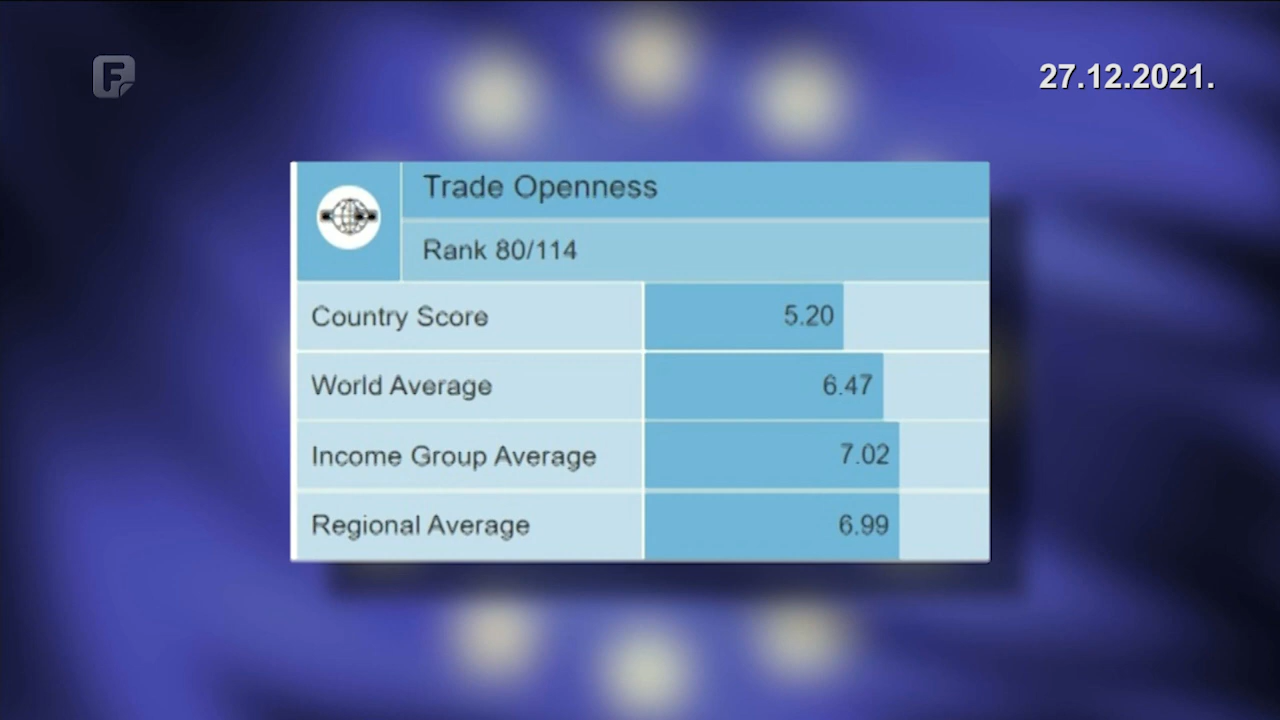 F
27.12.2021.
Trade Openness
Rank 80/114
Country Score 5.20
World Average 6.47
Income Group Average 7.02
Regional Average 6.99